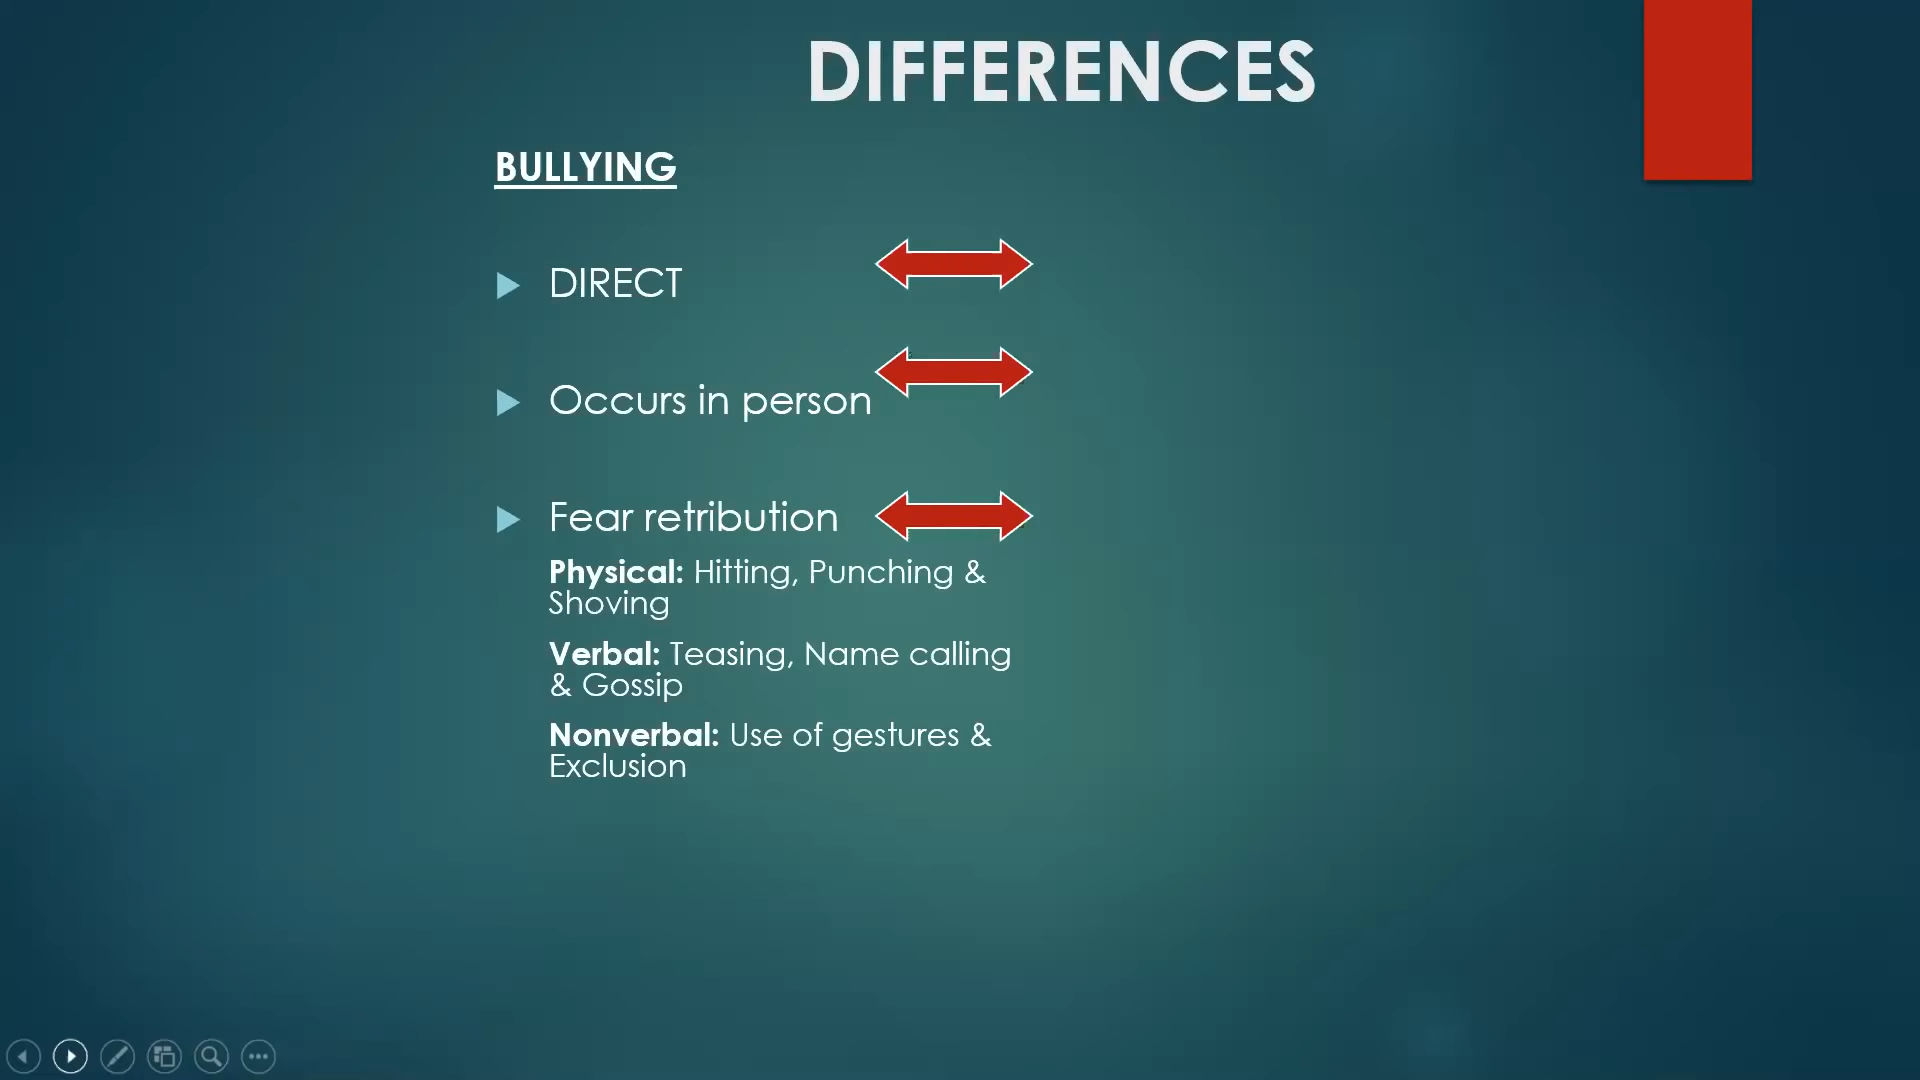 DIFFERENCES
BULLYING
DIRECT
Occurs in person
Fear retribution
Physical: Hitting, Punching &
Shoving
Verbal: Teasing, Name calling
& Gossip
Nonverbal: Use of gestures &
Exclusion